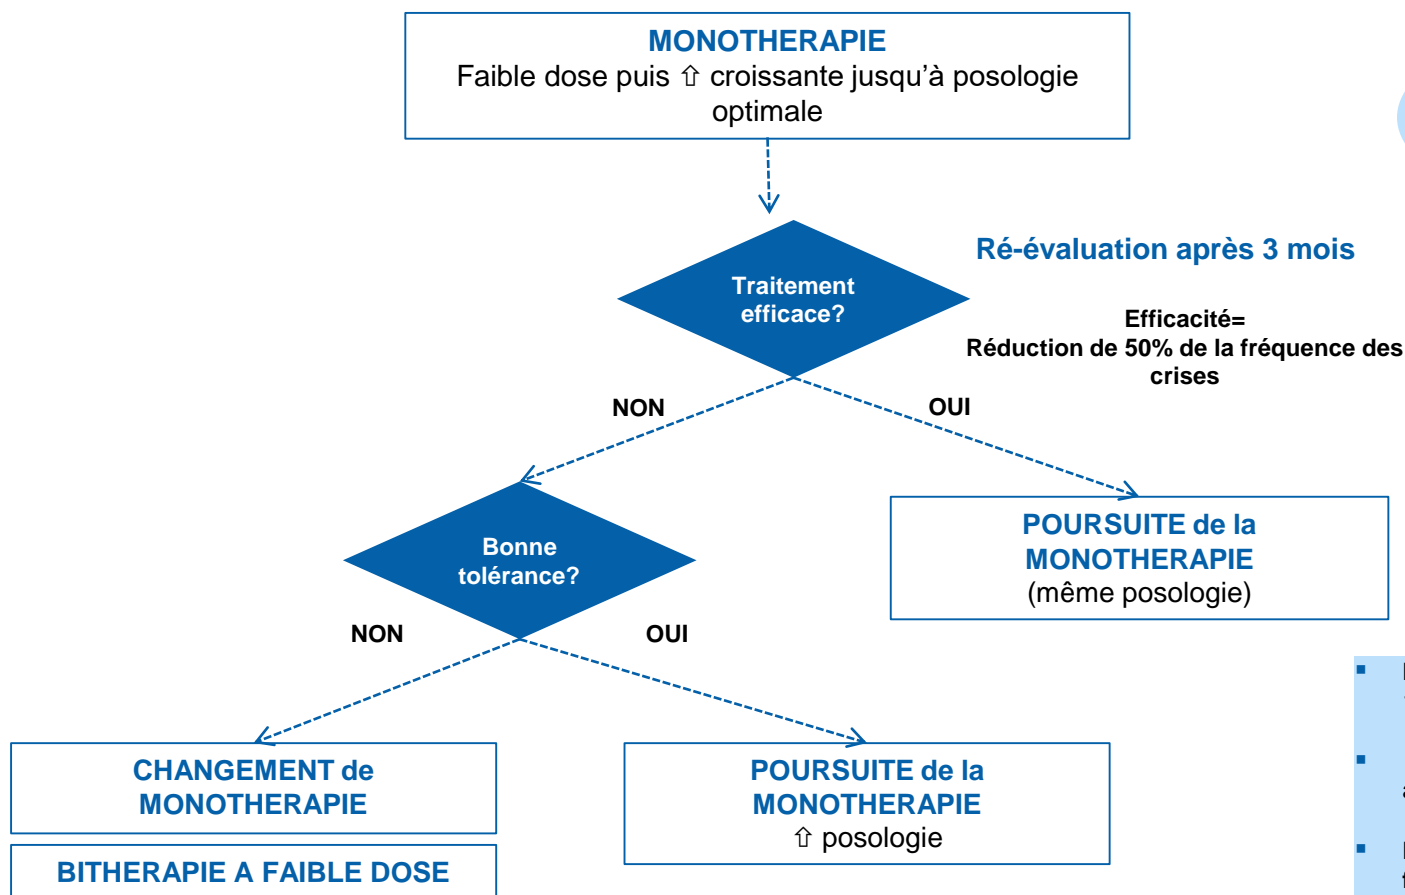 MONOTHERAPIE
Faible dose puis ⇧ croissante jusqu’à posologie
optimale
Ré-évaluation après 3 mois
Traitement
efficace?
Efficacité=
Réduction de 50% de la fréquence des
crises
NON
OUI
POURSUITE de la
MONOTHERAPIE
(même posologie)
Bonne
tolérance?
NON
OUI
CHANGEMENT de
MONOTHERAPIE
POURSUITE de la
MONOTHERAPIE
⇧ posologie
BITHERAPIE A FAIBLE DOSE